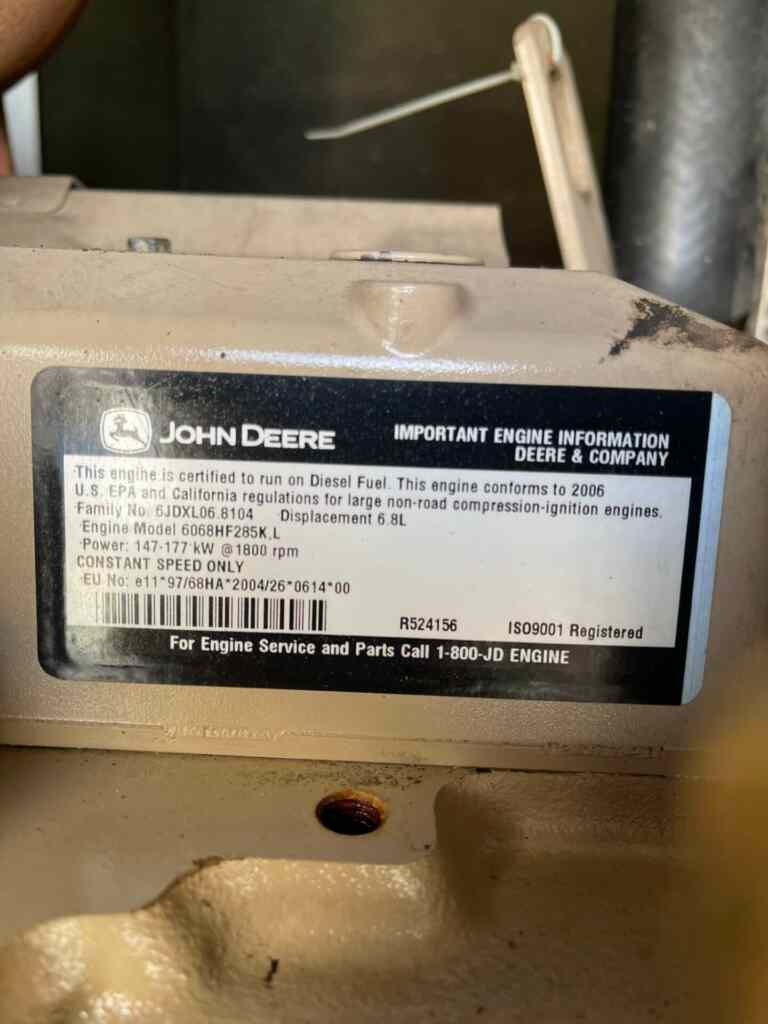 JOHN DEERE
IMPORTANT ENGINE INFORMATION
DEERE & COMPANY
This engine is certified to run on Diesel Fuel. This engine conforms to 2006
U.S. EPA and California regulations for large non-road compression-ignition engines.
Family No: 6JDXL06.8104 Displacement 6.8L
Engine Model 6068HF285K,L
Power: 147-177 kW @1800 rpm
CONSTANT SPEED ONLY
EU No: e11*97/68HA*2004/26*0614*00
R524156 ISO9001 Registered
For Engine Service and Parts Call 1-800-JD ENGINE